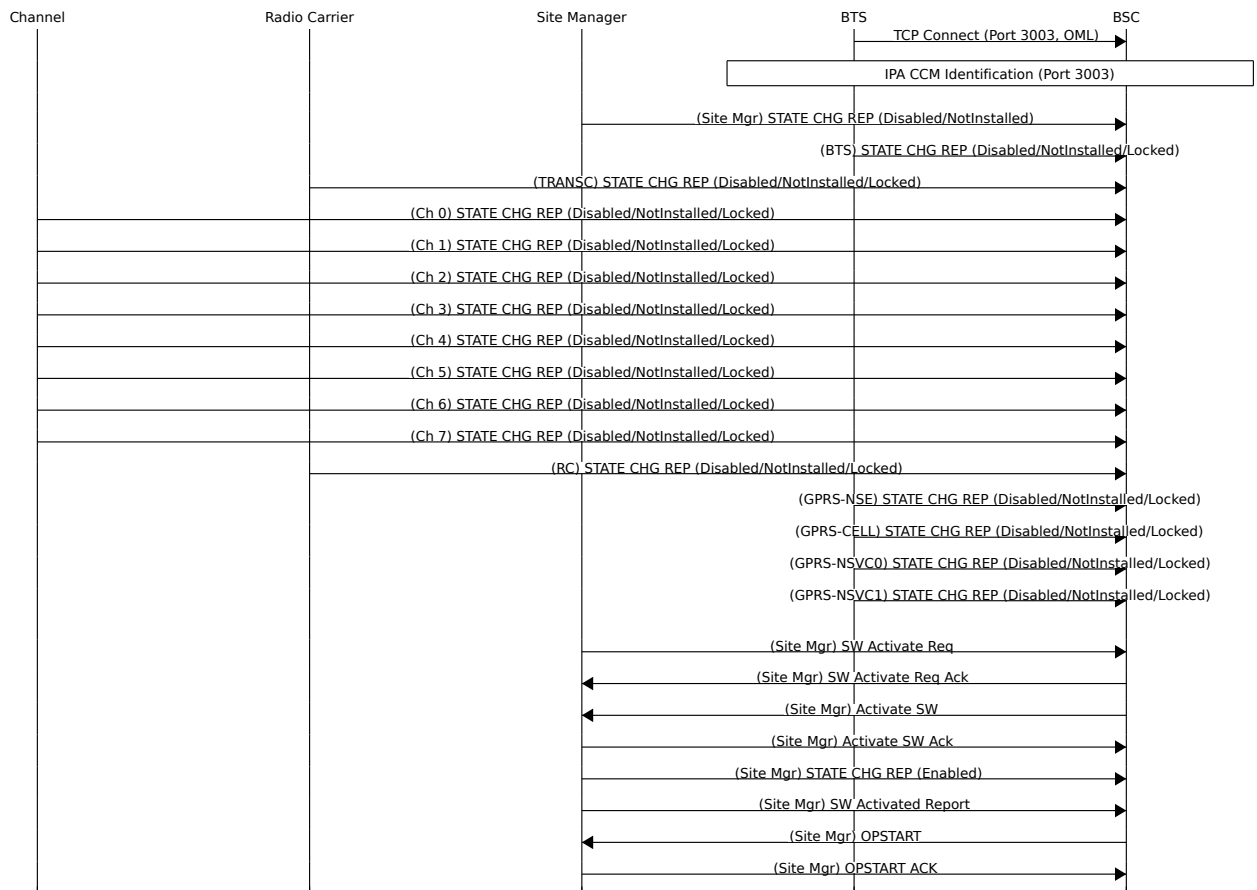 Channel Radio Carrier Site Manager BTS BSC
TCP Connect (Port 3003, OML)
IPA CCM Identification (Port 3003)
(Site Mgr) STATE CHG REP (Disabled/NotInstalled)
(BTS) STATE CHG REP (Disabled/NotInstalled/Locked)
(TRANSC) STATE CHG REP (Disabled/NotInstalled/Locked)
(Ch 0) STATE CHG REP (Disabled/NotInstalled/Locked)
(Ch 1) STATE CHG REP (Disabled/NotInstalled/Locked)
(Ch 2) STATE CHG REP (Disabled/NotInstalled/Locked)
(Ch 3) STATE CHG REP (Disabled/NotInstalled/Locked)
(Ch 4) STATE CHG REP (Disabled/NotInstalled/Locked)
(Ch 5) STATE CHG REP (Disabled/NotInstalled/Locked)
(Ch 6) STATE CHG REP (Disabled/NotInstalled/Locked)
(Ch 7) STATE CHG REP (Disabled/NotInstalled/Locked)
(RC) STATE CHG REP (Disabled/NotInstalled/Locked)
(GPRS-NSE) STATE CHG REP (Disabled/NotInstalled/Locked)
(GPRS-CELL) STATE CHG REP (Disabled/NotInstalled/Locked)
(GPRS-NSVC0) STATE CHG REP (Disabled/NotInstalled/Locked)
(GPRS-NSVC1) STATE CHG REP (Disabled/NotInstalled/Locked)
(Site Mgr) SW Activate Req
(Site Mgr) SW Activate Req Ack
(Site Mgr) Activate SW
(Site Mgr) Activate SW Ack
(Site Mgr) STATE CHG REP (Enabled)
(Site Mgr) SW Activated Report
(Site Mgr) OPSTART
(Site Mgr) OPSTART ACK